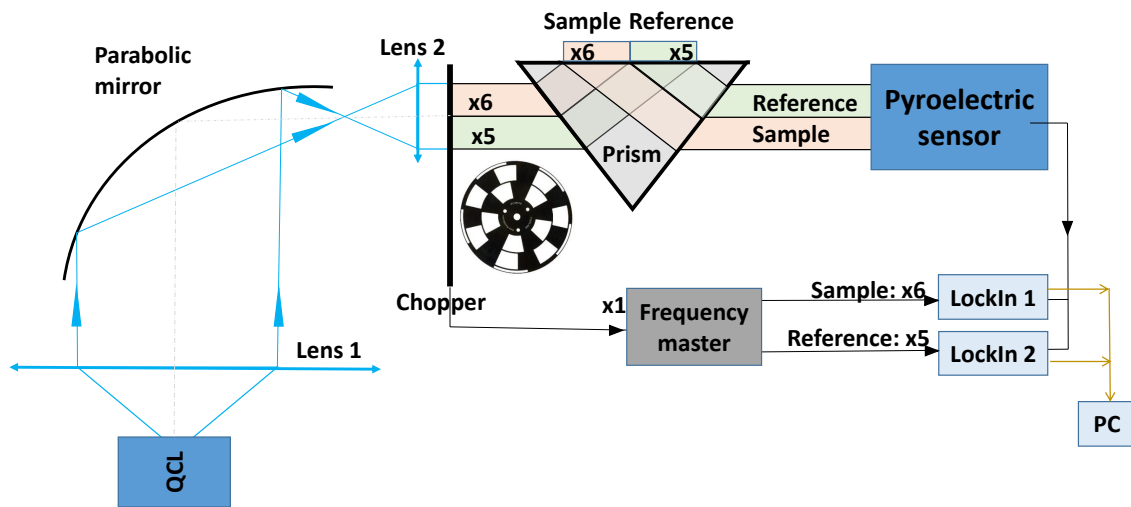 Sample Reference
x6 x5
Parabolic
mirror
Lens 2
x6
x5
Prism
Reference
Sample
Pyroelectric
sensor
Chopper
x1
Frequency
master
Sample: x6
Reference: x5
LockIn 1
LockIn 2
Lens 1
PC
QCL